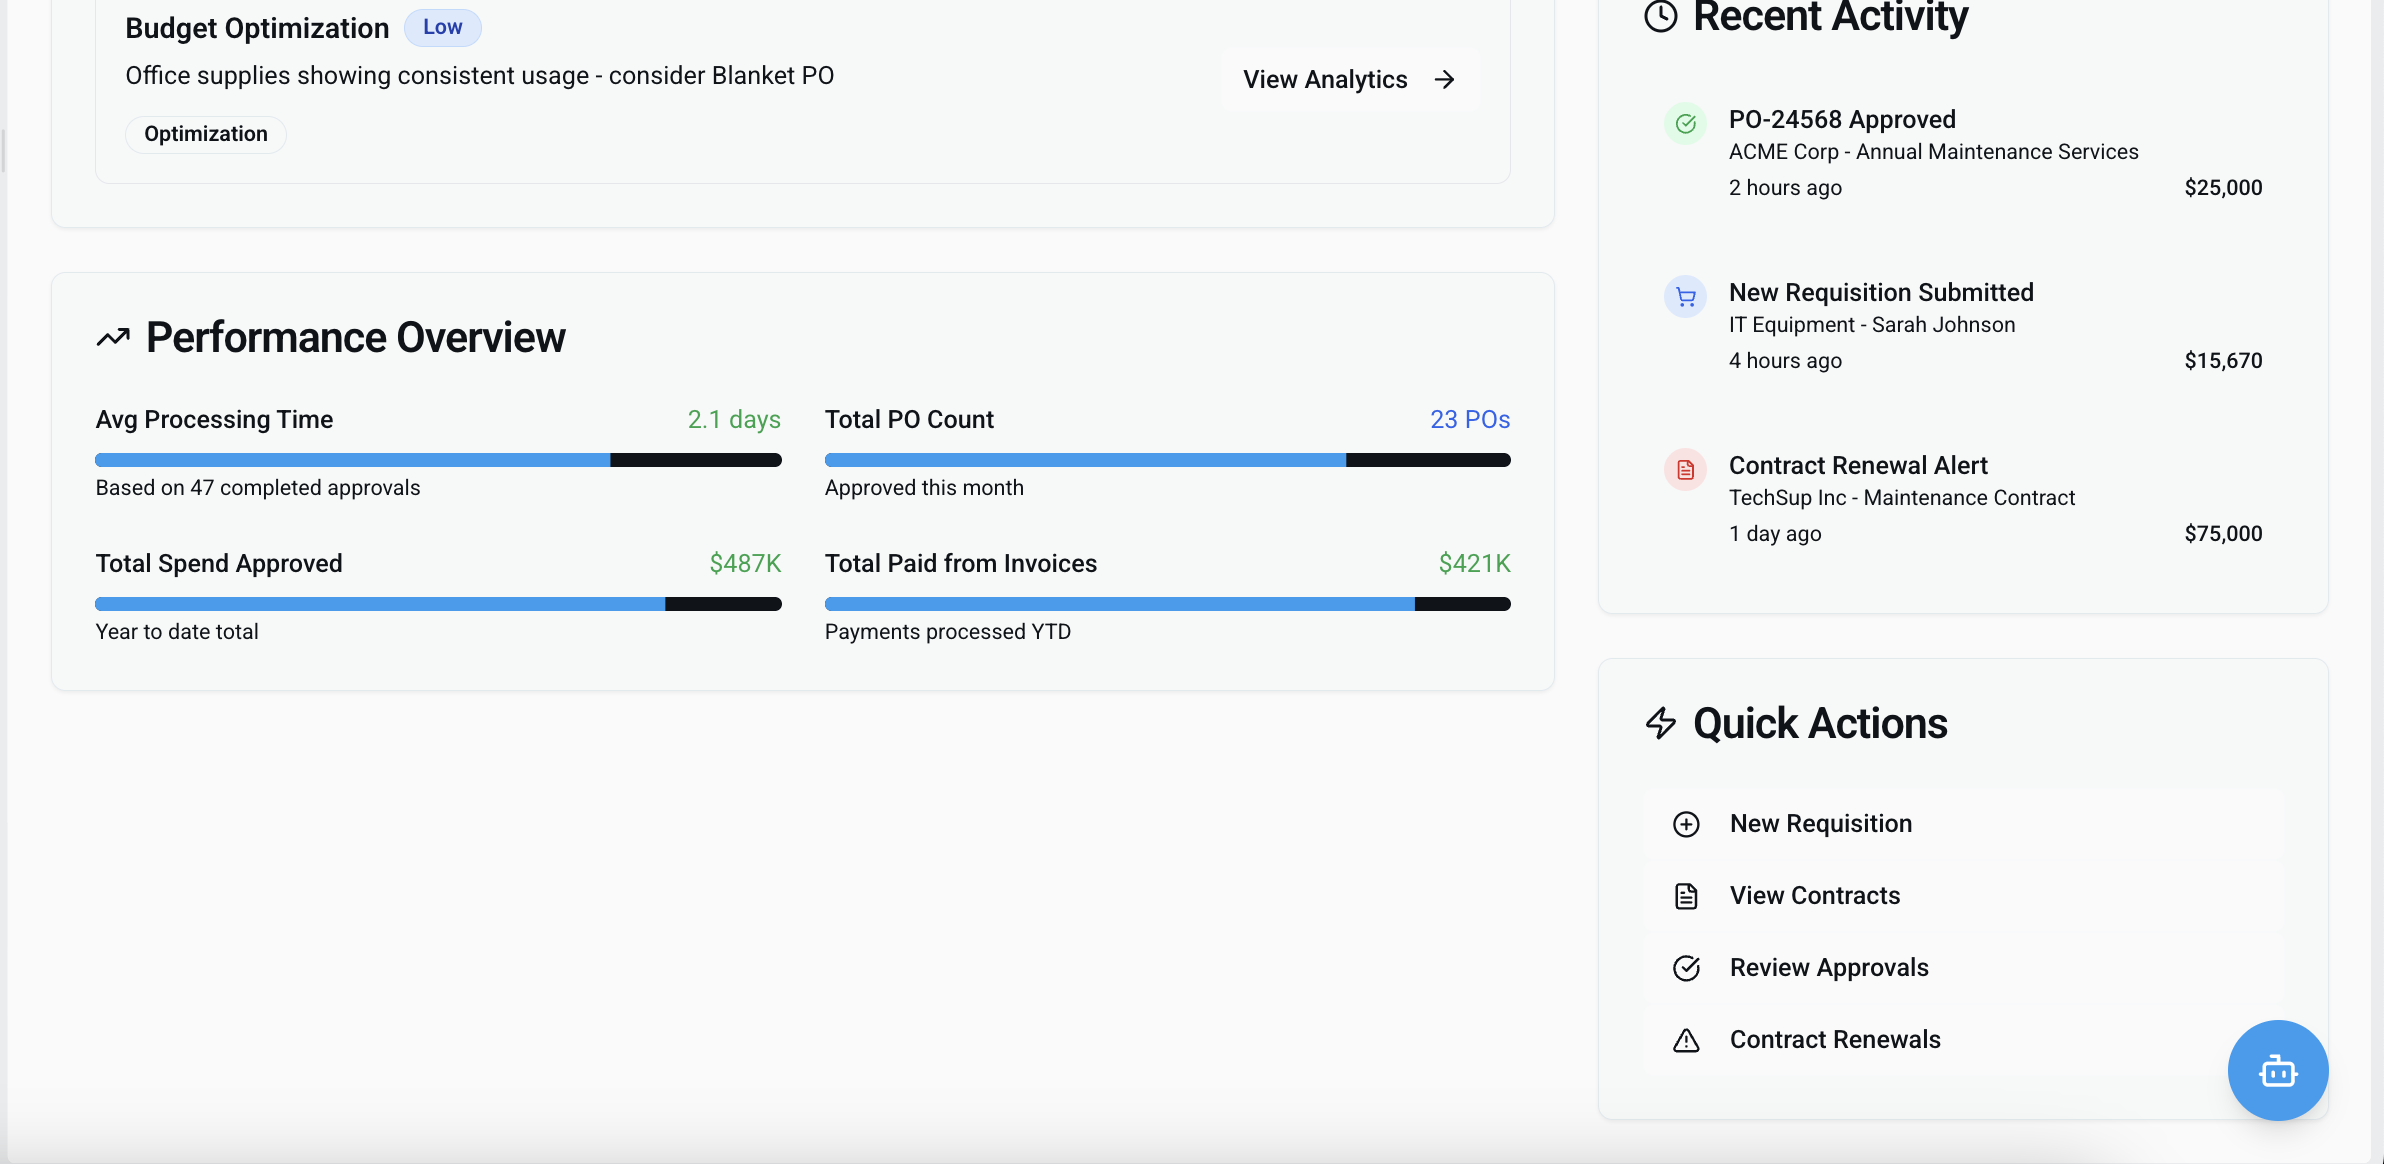 Budget Optimization Low
Office supplies showing consistent usage - consider Blanket PO
View Analytics
Optimization
Performance Overview
Avg Processing Time 2.1 days
Based on 47 completed approvals
Total PO Count 23 POs
Approved this month
Total Spend Approved $487K
Year to date total
Total Paid from Invoices $421K
Payments processed YTD
Recent Activity
PO-24568 Approved
ACME Corp - Annual Maintenance Services
2 hours ago $25,000
New Requisition Submitted
IT Equipment - Sarah Johnson
4 hours ago $15,670
Contract Renewal Alert
TechSup Inc - Maintenance Contract
1 day ago $75,000
Quick Actions
New Requisition
View Contracts
Review Approvals
Contract Renewals